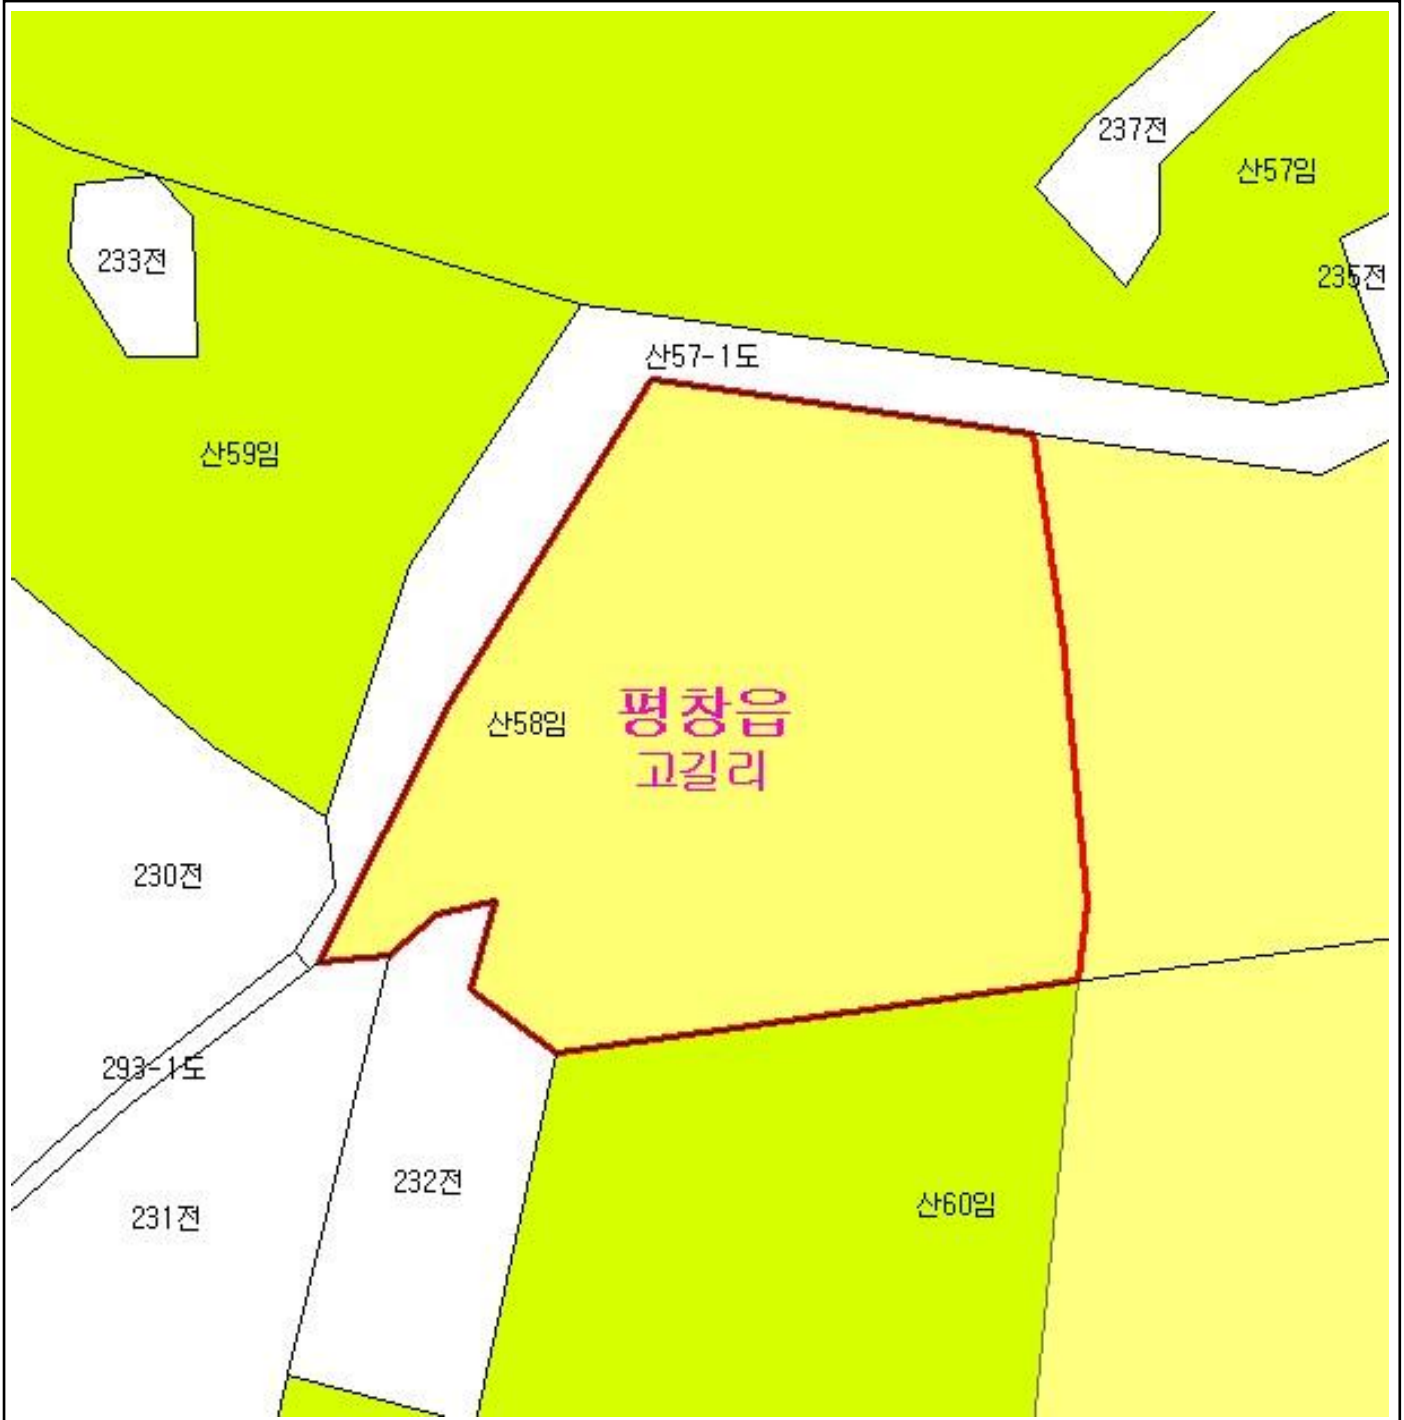 237전
산57임
233전
235전
산57-1도
산59임
산58임
평창읍
고길리
230전
293-1도
232전
231전
산60임